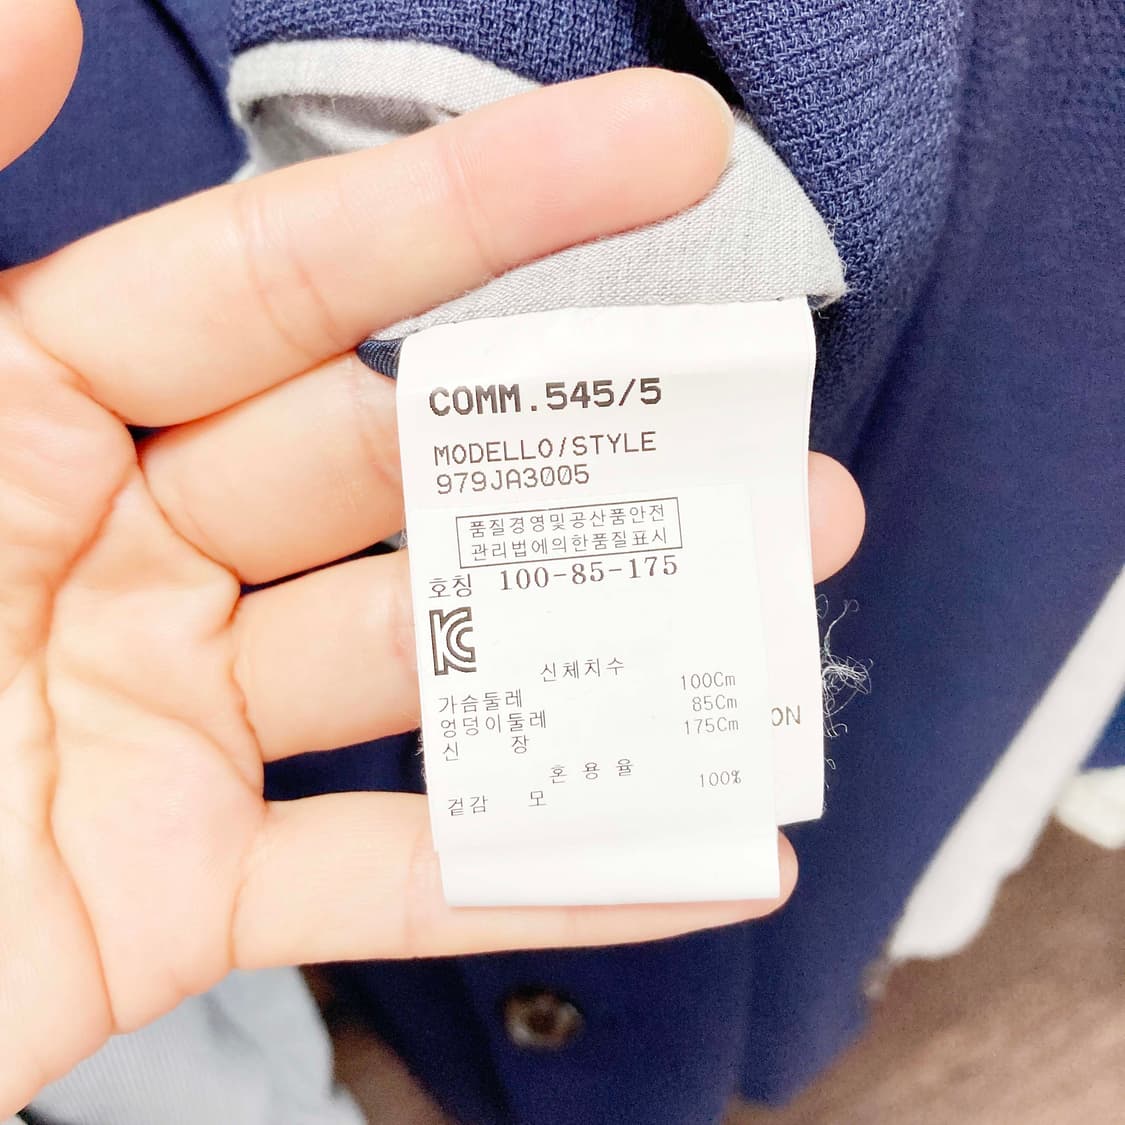 COMM.545/5
MODELLO/STYLE
979JA3005
품질경영및공산품안전
관리법에의한품질표시
호칭 100-85-175
KC
신체치수
가슴둘레 100Cm
엉덩이둘레 85Cm
신 장 175Cm
ON
혼 용 율
겉감 모 100%